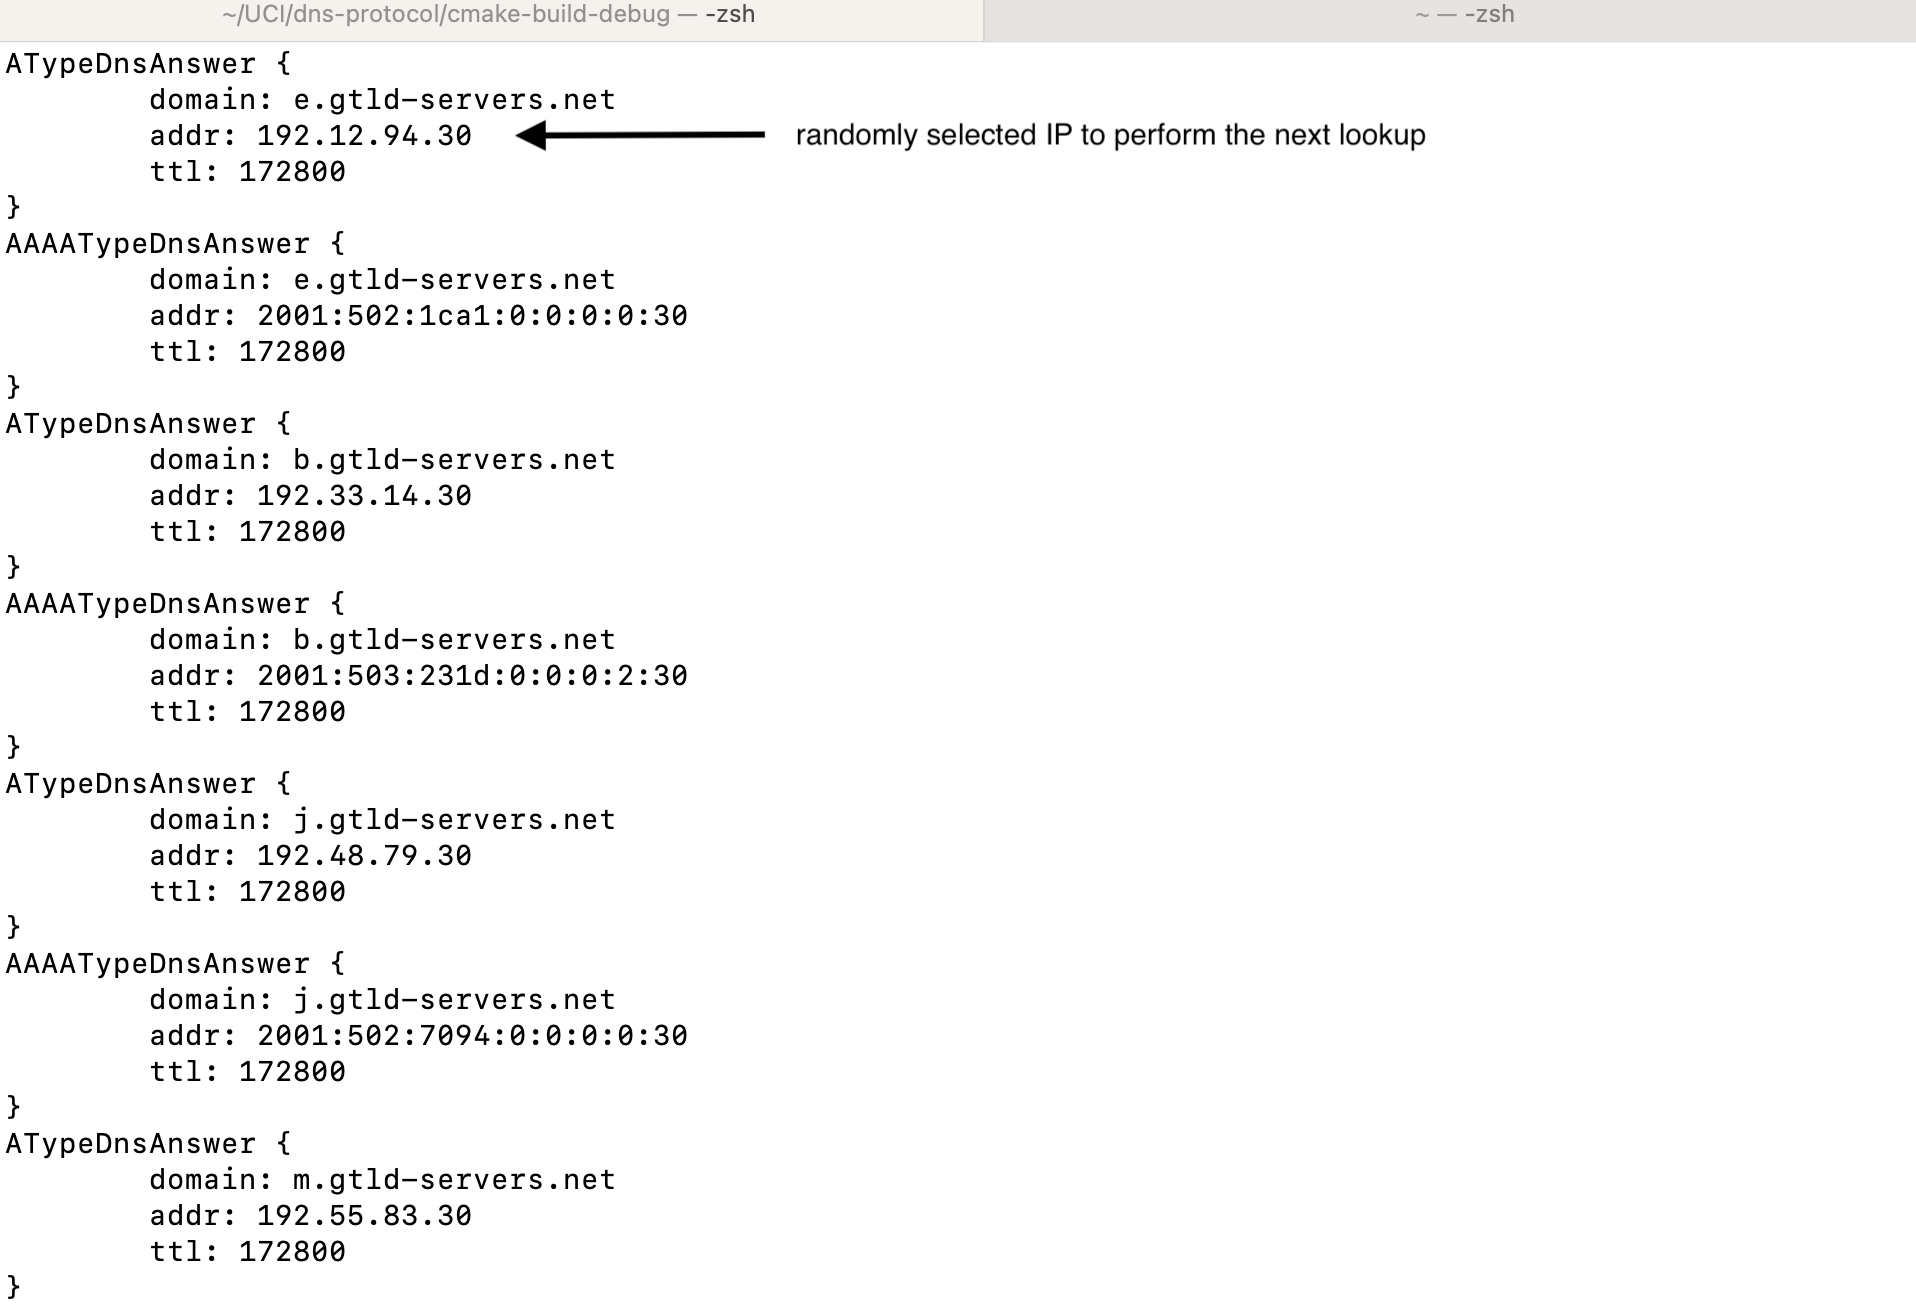 ~/UCI/dns-protocol/cmake-build-debug — -zsh
~ — -zsh
ATypeDnsAnswer {
domain: e.gtld-servers.net
addr: 192.12.94.30
randomly selected IP to perform the next lookup
ttl: 172800
}
AAAATypeDnsAnswer {
domain: e.gtld-servers.net
addr: 2001:502:1ca1:0:0:0:0:30
ttl: 172800
}
ATypeDnsAnswer {
domain: b.gtld-servers.net
addr: 192.33.14.30
ttl: 172800
}
AAAATypeDnsAnswer {
domain: b.gtld-servers.net
addr: 2001:503:231d:0:0:0:2:30
ttl: 172800
}
ATypeDnsAnswer {
domain: j.gtld-servers.net
addr: 192.48.79.30
ttl: 172800
}
AAAATypeDnsAnswer {
domain: j.gtld-servers.net
addr: 2001:502:7094:0:0:0:0:30
ttl: 172800
}
ATypeDnsAnswer {
domain: m.gtld-servers.net
addr: 192.55.83.30
ttl: 172800
}